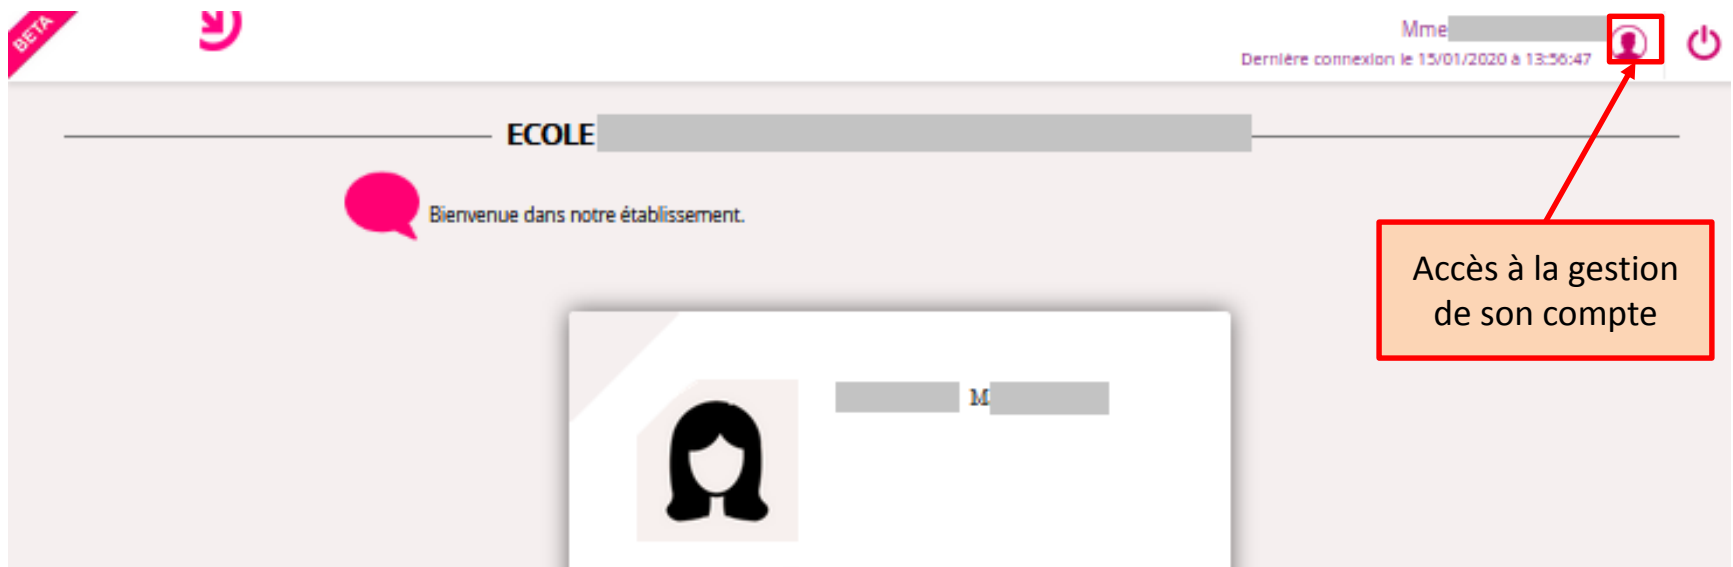 BETA
Mme
Dernière connexion le 15/01/2020 à 13:56:47
ECOLE
Bienvenue dans notre établissement.
Accès à la gestion
de son compte
M